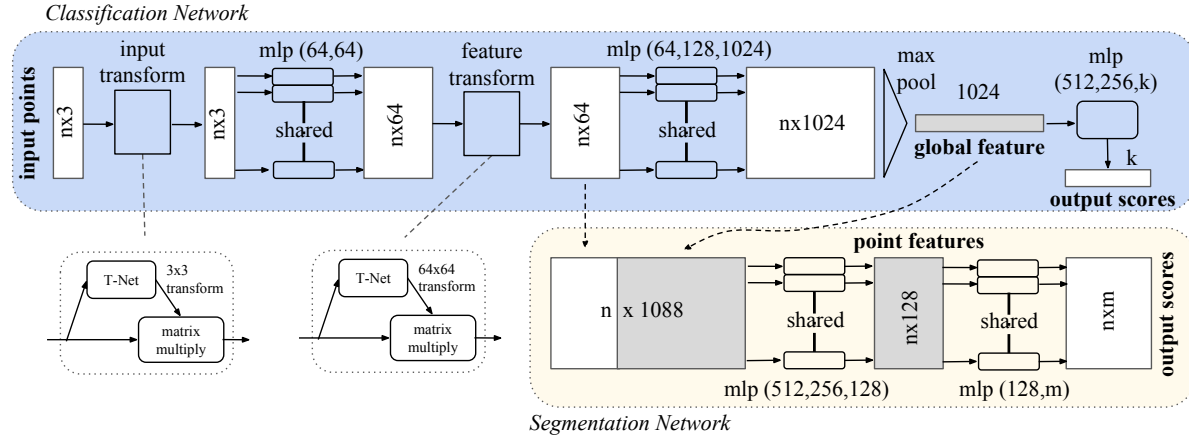 Classification Network
input points
nx3
input
transform
nx3
mlp (64,64)
shared
nx64
feature
transform
nx64
mlp (64,128,1024)
shared
nx1024
max
pool
1024
global feature
mlp
(512,256,k)
k
output scores
T-Net
3x3
transform
matrix
multiply
T-Net
64x64
transform
matrix
multiply
point features
n x 1088
shared
mlp (512,256,128)
nx128
shared
mlp (128,m)
nxm
output scores
Segmentation Network